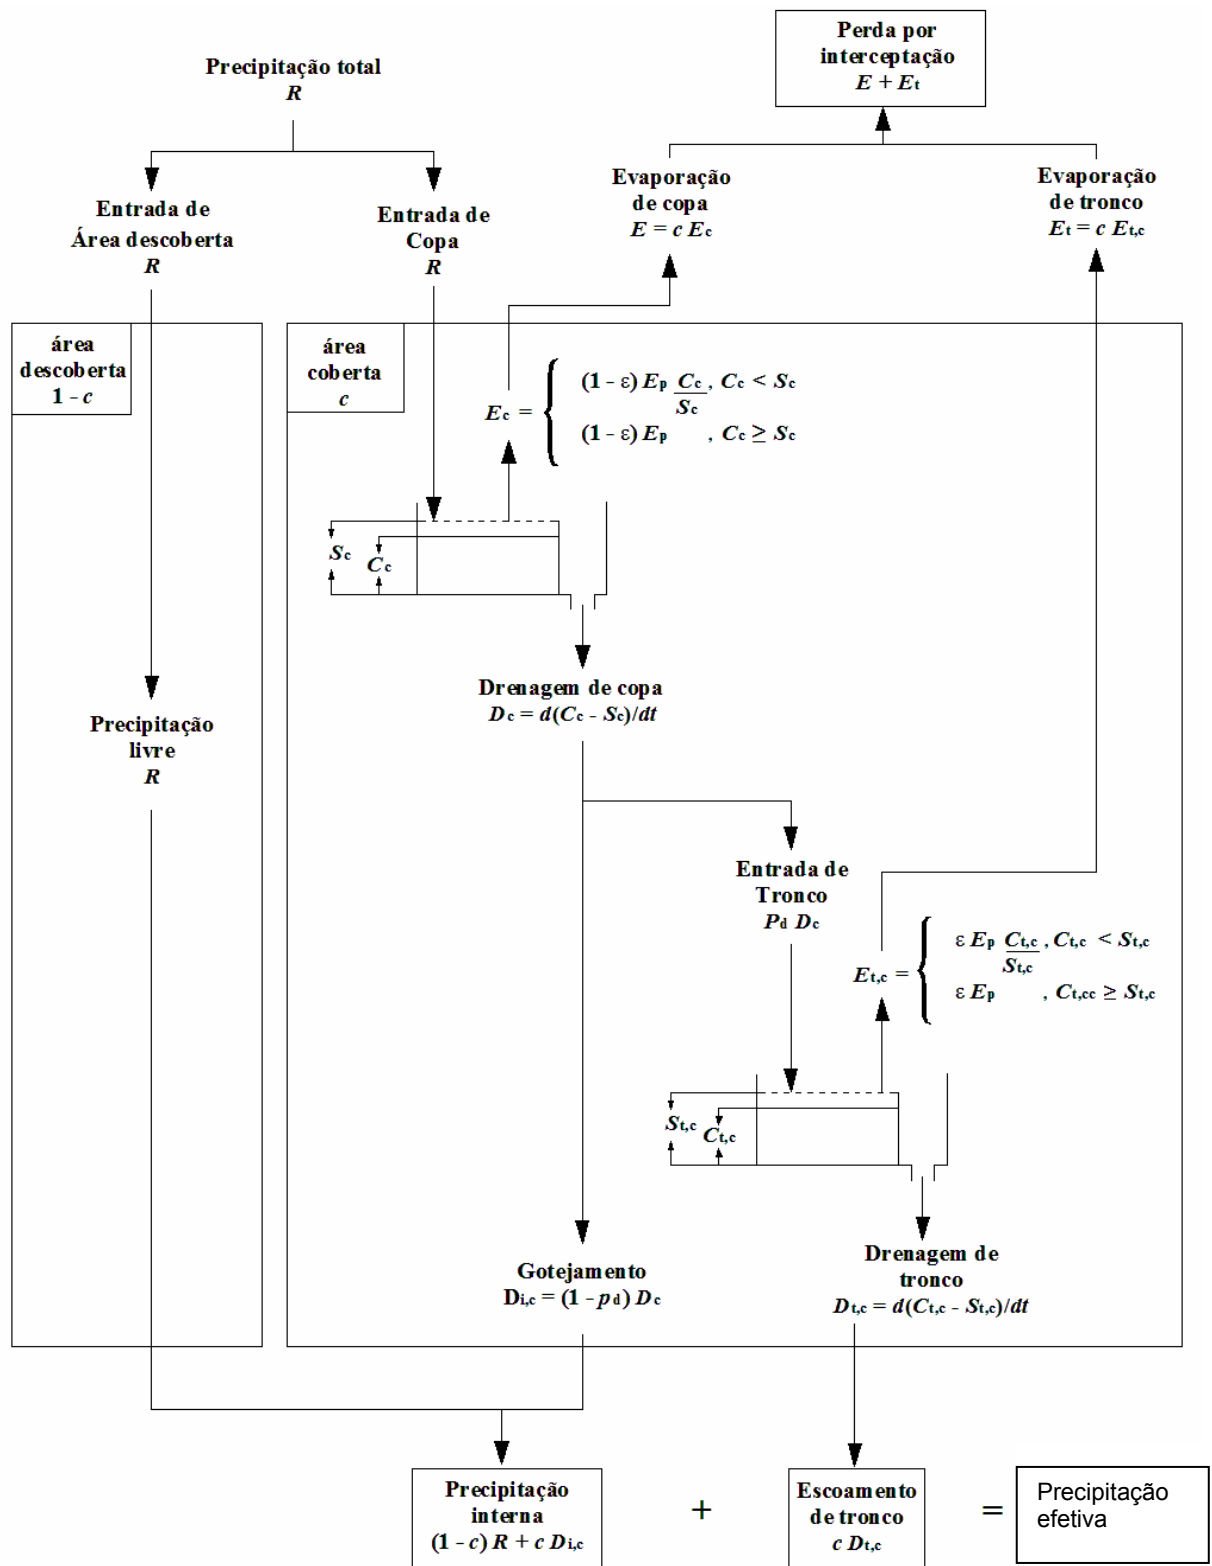 Precipitação total
R
Perda por
interceptação
E + Et
Entrada de
Área descoberta
R
Entrada de
Copa
R
Evaporação
de copa
E = c Ec
Evaporação
de tronco
Et = c Et,c
área
descoberta
1 - c
área
coberta
c
Ec = { (1 - ε) Ep Cc/Sc , Cc < Sc
(1 - ε) Ep , Cc ≥ Sc
Sc
Cc
Drenagem de copa
Dc = d(Cc - Sc)/dt
Precipitação
livre
R
Entrada de
Tronco
Pd Dc
Et,c = { ε Ep Ct,c/St,c , Ct,c < St,c
ε Ep , Ct,cc ≥ St,c
St,c
Ct,c
Gotejamento
Di,c = (1 - pd) Dc
Drenagem de
tronco
Dt,c = d(Ct,c - St,c)/dt
Precipitação
interna
(1 - c) R + c Di,c
+
Escoamento
de tronco
c Dt,c
=
Precipitação
efetiva